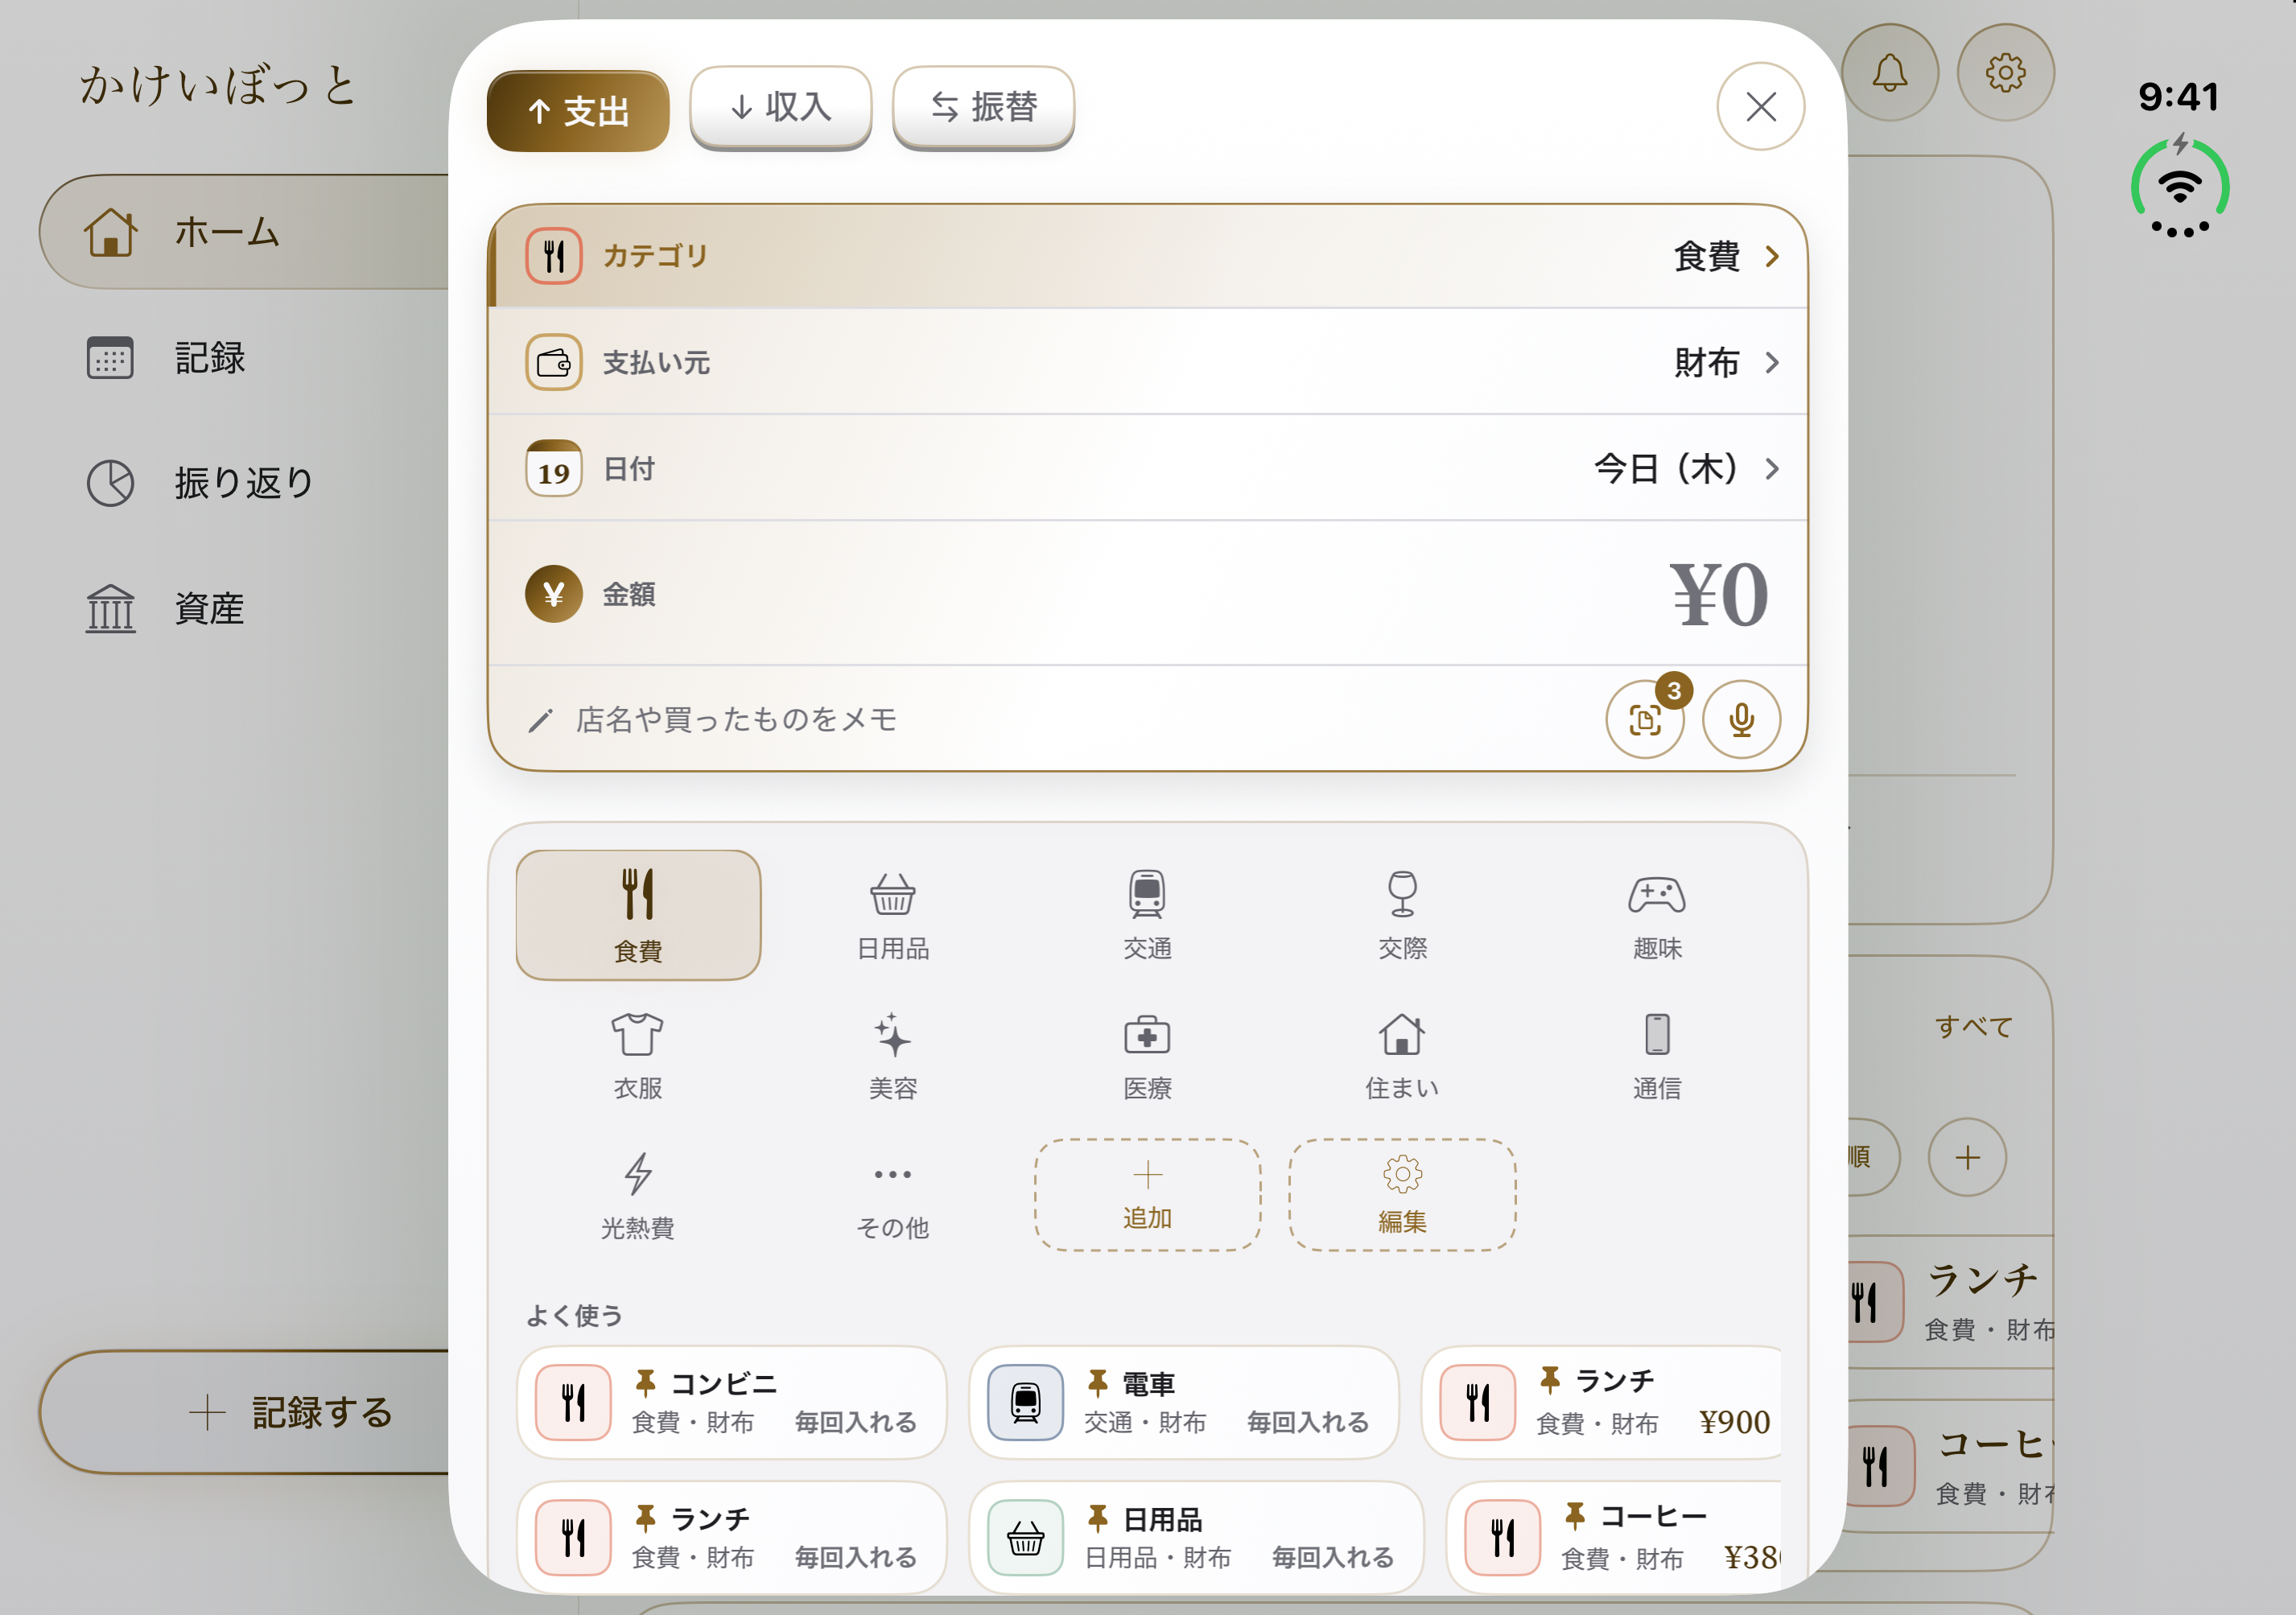 かけいぼっと
ホーム
記録
振り返り
資産
記録する
支出
収入
振替
9:41
カテゴリ
食費
支払い元
財布
19
日付
今日（木）
¥
金額
¥0
店名や買ったものをメモ
3
食費
日用品
交通
交際
趣味
衣服
美容
医療
住まい
通信
光熱費
その他
追加
編集
よく使う
コンビニ
食費・財布
毎回入れる
電車
交通・財布
毎回入れる
ランチ
食費・財布
¥900
ランチ
食費・財布
毎回入れる
日用品
日用品・財布
毎回入れる
コーヒー
食費・財布
¥38
すべて
順
ランチ
食費・財布
コーヒ
食費・財